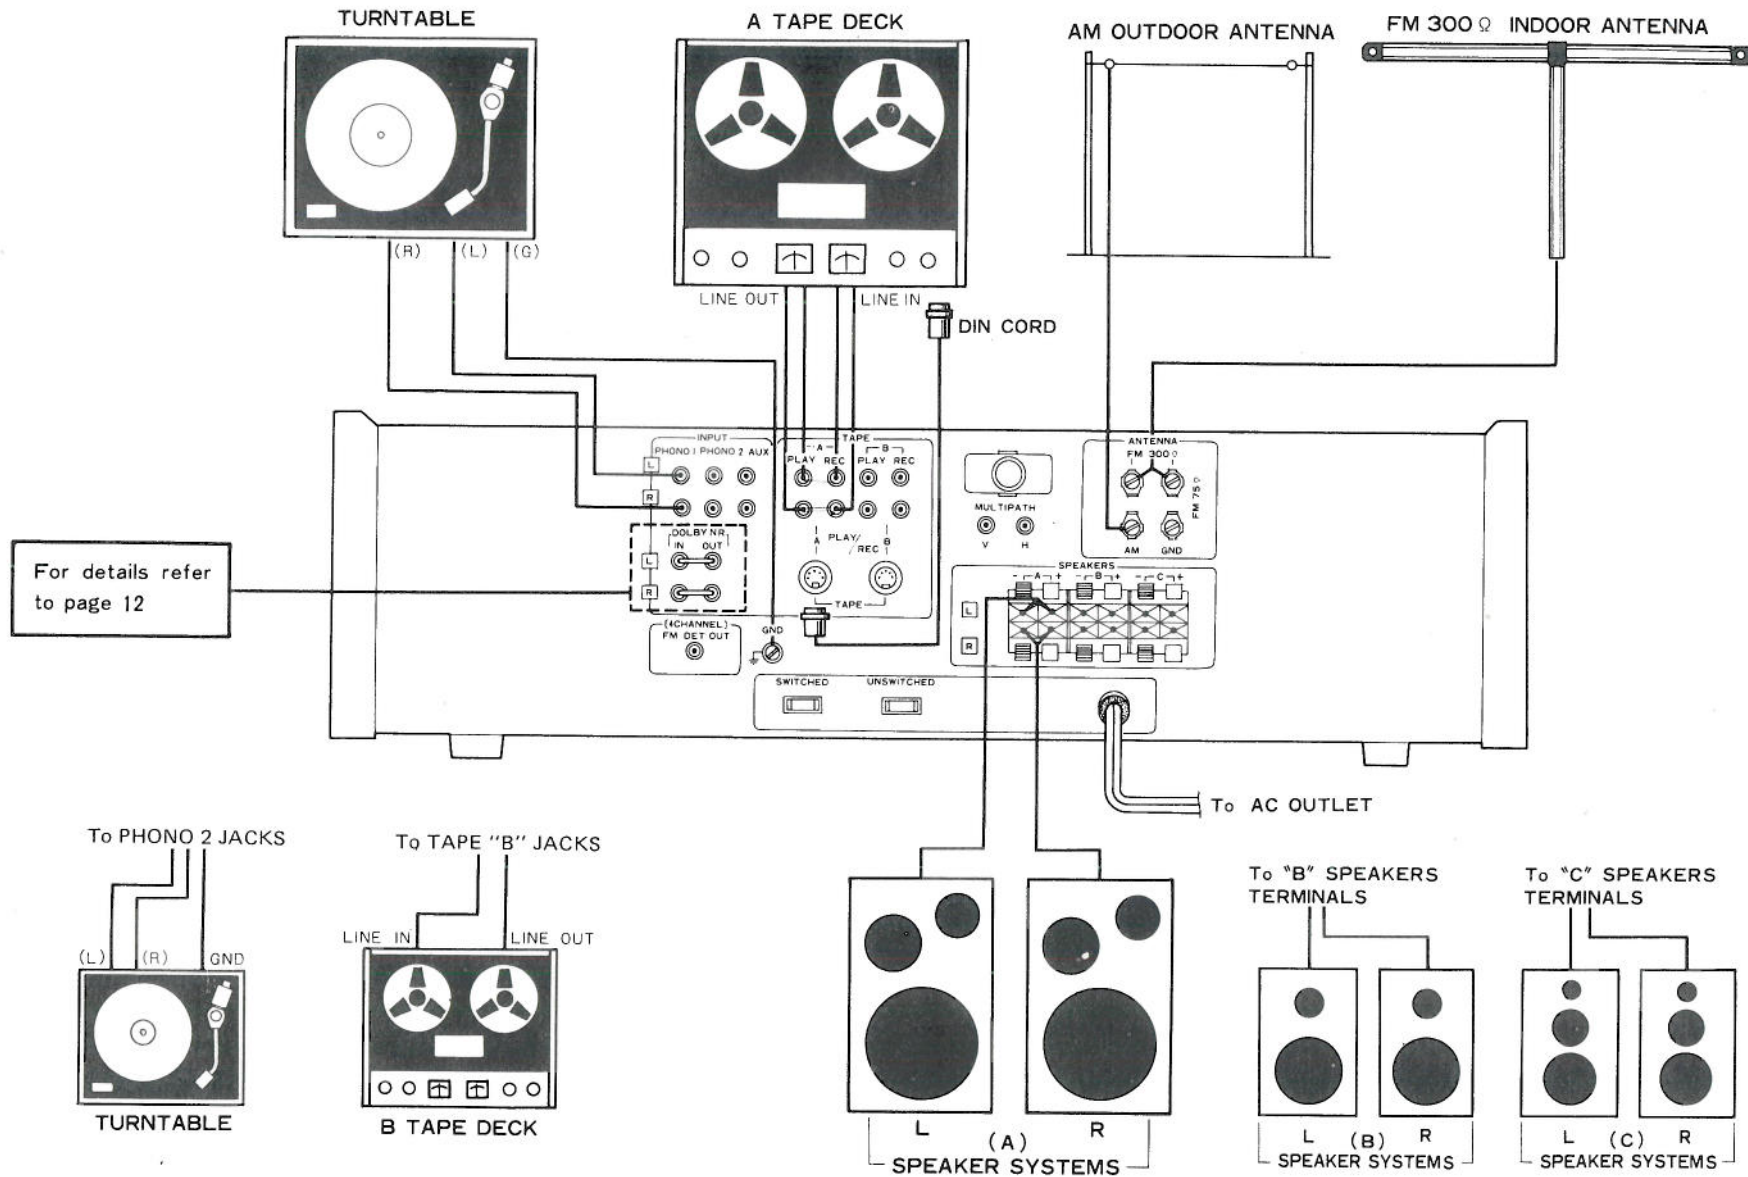 TURNTABLE
A TAPE DECK
AM OUTDOOR ANTENNA
FM 300 Ω INDOOR ANTENNA
(R) (L) (G)
LINE OUT LINE IN
DIN CORD
INPUT
PHONO 1 PHONO 2 AUX
L
R
TAPE
A B
PLAY REC PLAY REC
A PLAY/ B
/REC
TAPE
DOLBY NR.
IN OUT
L
R
(4CHANNEL)
FM DET OUT
GND
MULTIPATH
V H
ANTENNA
FM 300 Ω
FM 75 Ω
AM GND
SPEAKERS
- A + - B + - C +
L
R
SWITCHED UNSWITCHED
For details refer
to page 12
To AC OUTLET
To PHONO 2 JACKS
(L) (R) GND
TURNTABLE
To TAPE "B" JACKS
LINE IN LINE OUT
B TAPE DECK
L (A) R
SPEAKER SYSTEMS
To "B" SPEAKERS
TERMINALS
L (B) R
SPEAKER SYSTEMS
To "C" SPEAKERS
TERMINALS
L (C) R
SPEAKER SYSTEMS